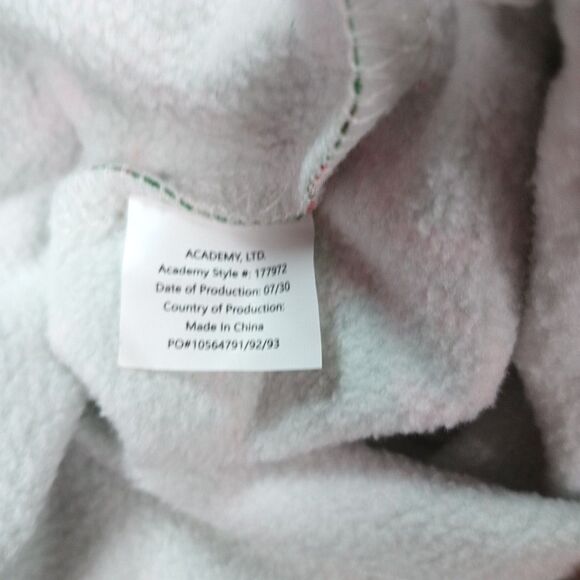 ACADEMY, LTD.
Academy Style #: 177972
Date of Production: 07/30
Country of Production:
Made In China
PO#10564791/92/93